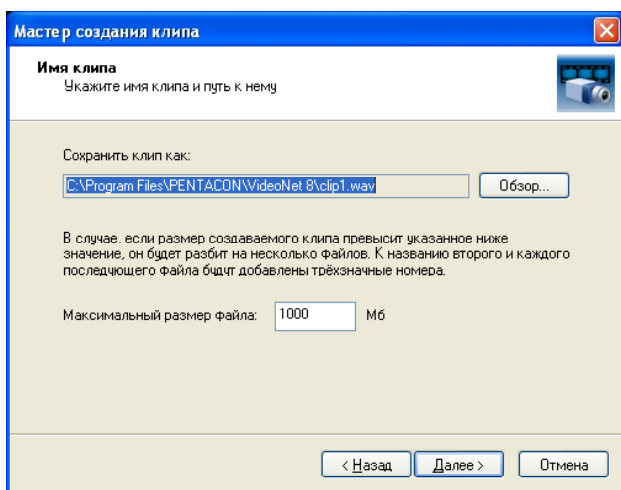 Мастер создания клипа
Имя клипа
Укажите имя клипа и путь к нему
Сохранить клип как:
C:\Program Files\PENTACON\VideoNet 8\clip1.wav
Обзор...
В случае, если размер создаваемого клипа превысит указанное ниже
значение, он будет разбит на несколько файлов. К названию второго и каждого
последующего файла будут добавлены трёхзначные номера.
Максимальный размер файла: 1000 Мб
< Назад Далее > Отмена